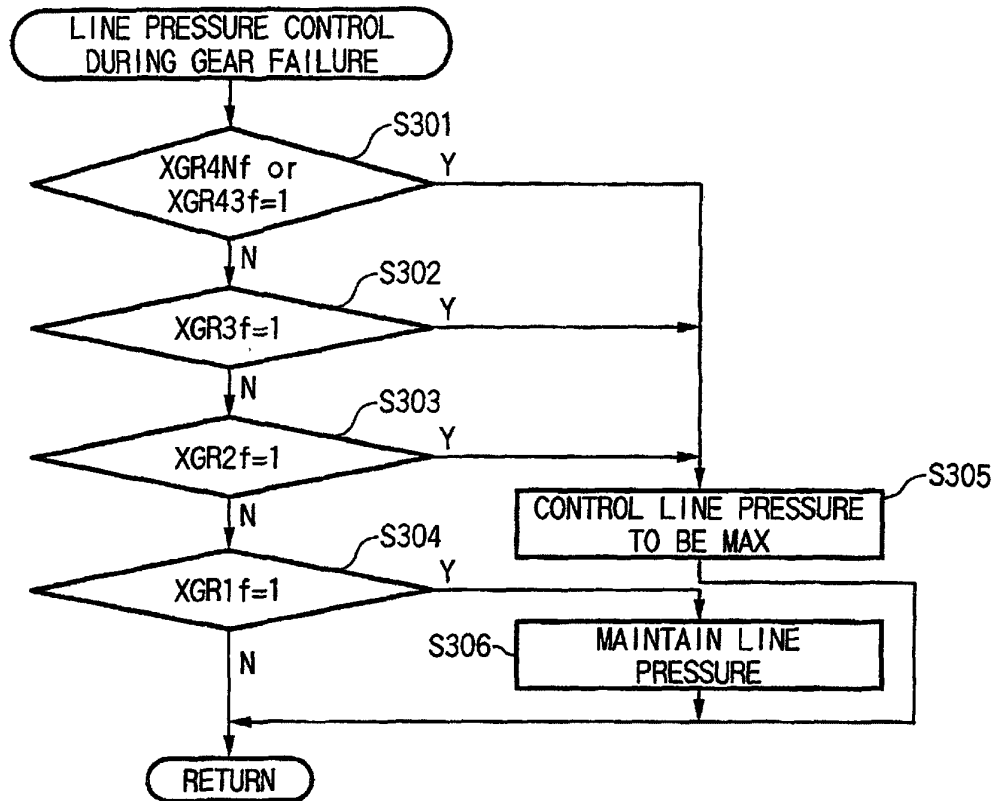 LINE PRESSURE CONTROL
DURING GEAR FAILURE
S301
XGR4Nf or
XGR43f=1
Y
N
S302
XGR3f=1
Y
N
S303
XGR2f=1
Y
N
S305
CONTROL LINE PRESSURE
TO BE MAX
S304
XGR1f=1
Y
N
S306
MAINTAIN LINE
PRESSURE
RETURN